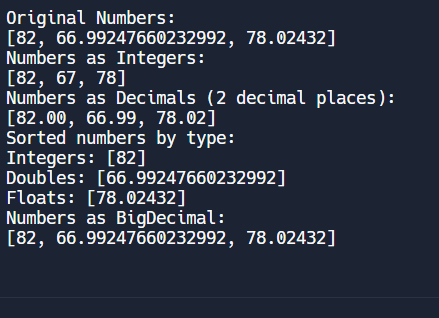 Original Numbers:
[82, 66.99247660232992, 78.02432]
Numbers as Integers:
[82, 67, 78]
Numbers as Decimals (2 decimal places):
[82.00, 66.99, 78.02]
Sorted numbers by type:
Integers: [82]
Doubles: [66.99247660232992]
Floats: [78.02432]
Numbers as BigDecimal:
[82, 66.99247660232992, 78.02432]